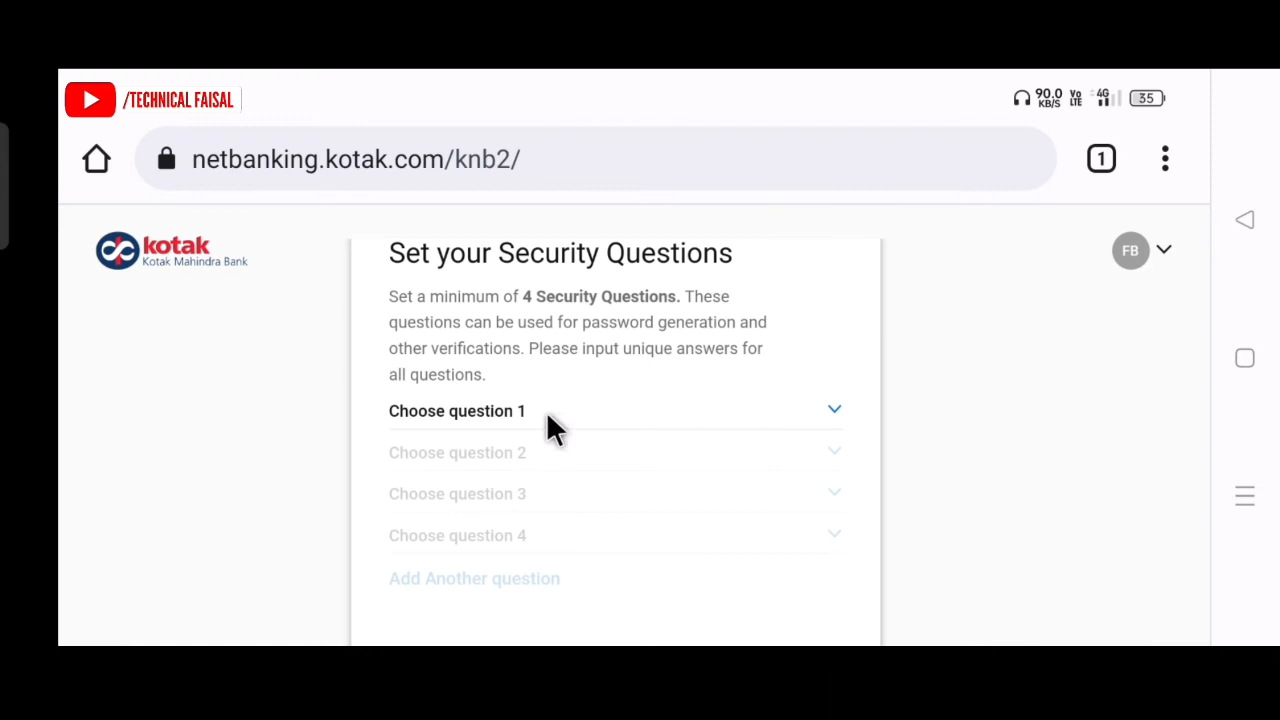 /TECHNICAL FAISAL
90.0 KB/S Vo LTE 4G 35
netbanking.kotak.com/knb2/
1
kotak
Kotak Mahindra Bank
FB
Set your Security Questions
Set a minimum of 4 Security Questions. These
questions can be used for password generation and
other verifications. Please input unique answers for
all questions.
Choose question 1
Choose question 2
Choose question 3
Choose question 4
Add Another question